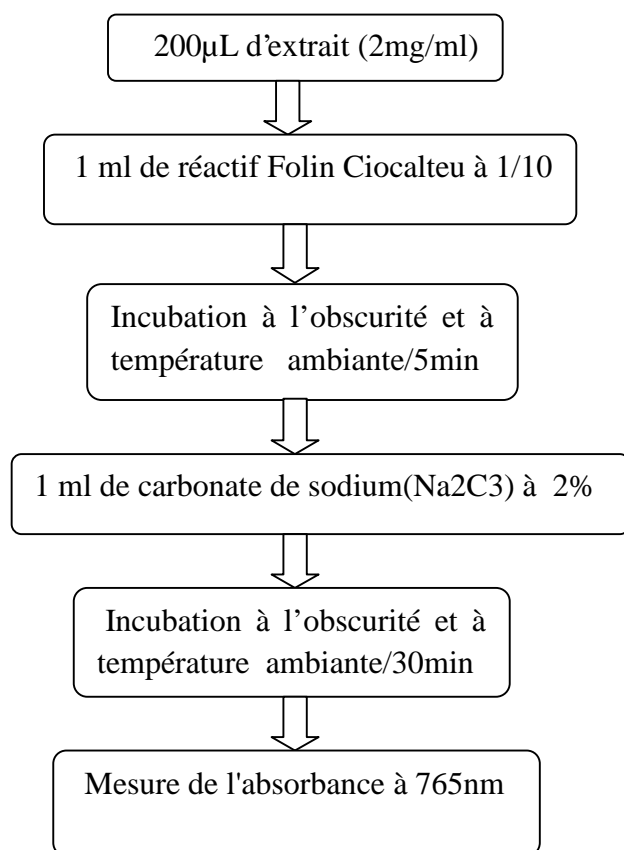 200µL d’extrait (2mg/ml)
1 ml de réactif Folin Ciocalteu à 1/10
Incubation à l’obscurité et à
température ambiante/5min
1 ml de carbonate de sodium(Na2C3) à 2%
Incubation à l’obscurité et à
température ambiante/30min
Mesure de l'absorbance à 765nm